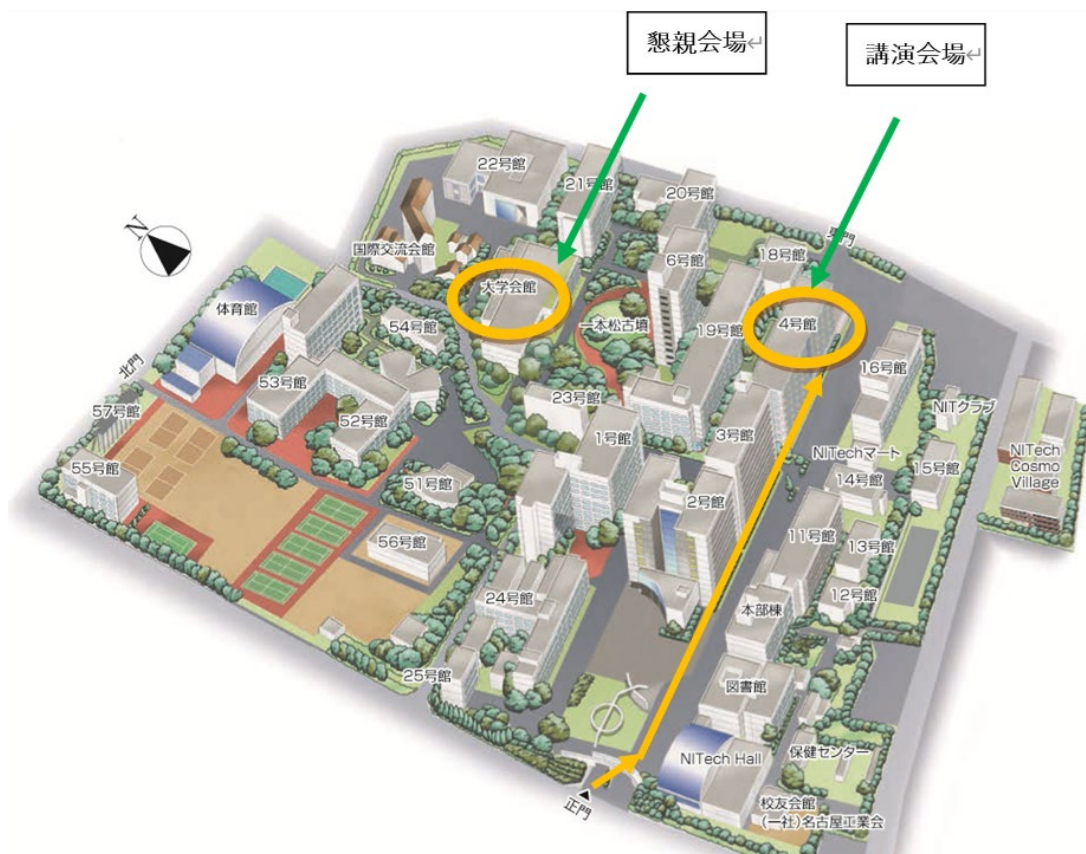 懇親会場↵
講演会場↵
22号館
21号館
20号館
東門
N
国際交流会館
6号館
18号館
大学会館
体育館
54号館
一本松古墳
19号館
4号館
北門
16号館
57号館
53号館
52号館
23号館
NITクラブ
1号館
3号館
NITechマート
15号館
NITech
Cosmo
Village
55号館
51号館
14号館
2号館
11号館
13号館
56号館
12号館
24号館
本部棟
25号館
図書館
保健センター
NITech Hall
正門
校友会館
(一社)名古屋工業会